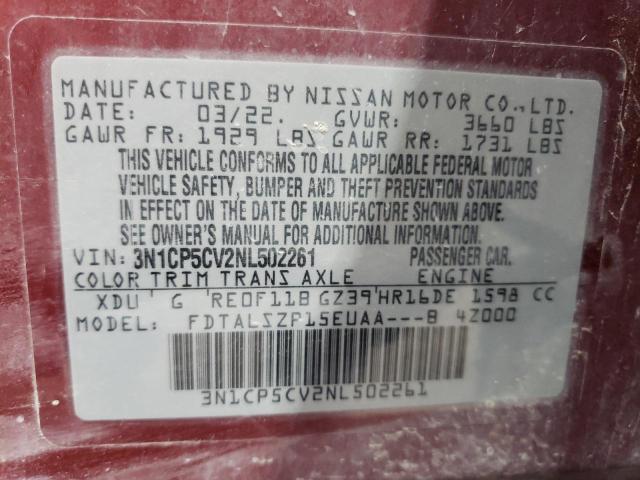 MANUFACTURED BY NISSAN MOTOR CO.,LTD.
DATE: 03/22. GVWR: 3660 LBS
GAWR FR: 1929 LBS GAWR RR: 1731 LBS
THIS VEHICLE CONFORMS TO ALL APPLICABLE FEDERAL MOTOR
VEHICLE SAFETY, BUMPER AND THEFT PREVENTION STANDARDS
IN EFFECT ON THE DATE OF MANUFACTURE SHOWN ABOVE.
SEE OWNER'S MANUAL FOR ADDITIONAL INFORMATION.
VIN: 3N1CP5CV2NL502261 PASSENGER CAR.
COLOR TRIM TRANS AXLE ENGINE
XDU G RE0F11B GZ39 HR16DE 1598 CC
MODEL: FDTALSZP15EUAA---B 4Z000
3N1CP5CV2NL502261